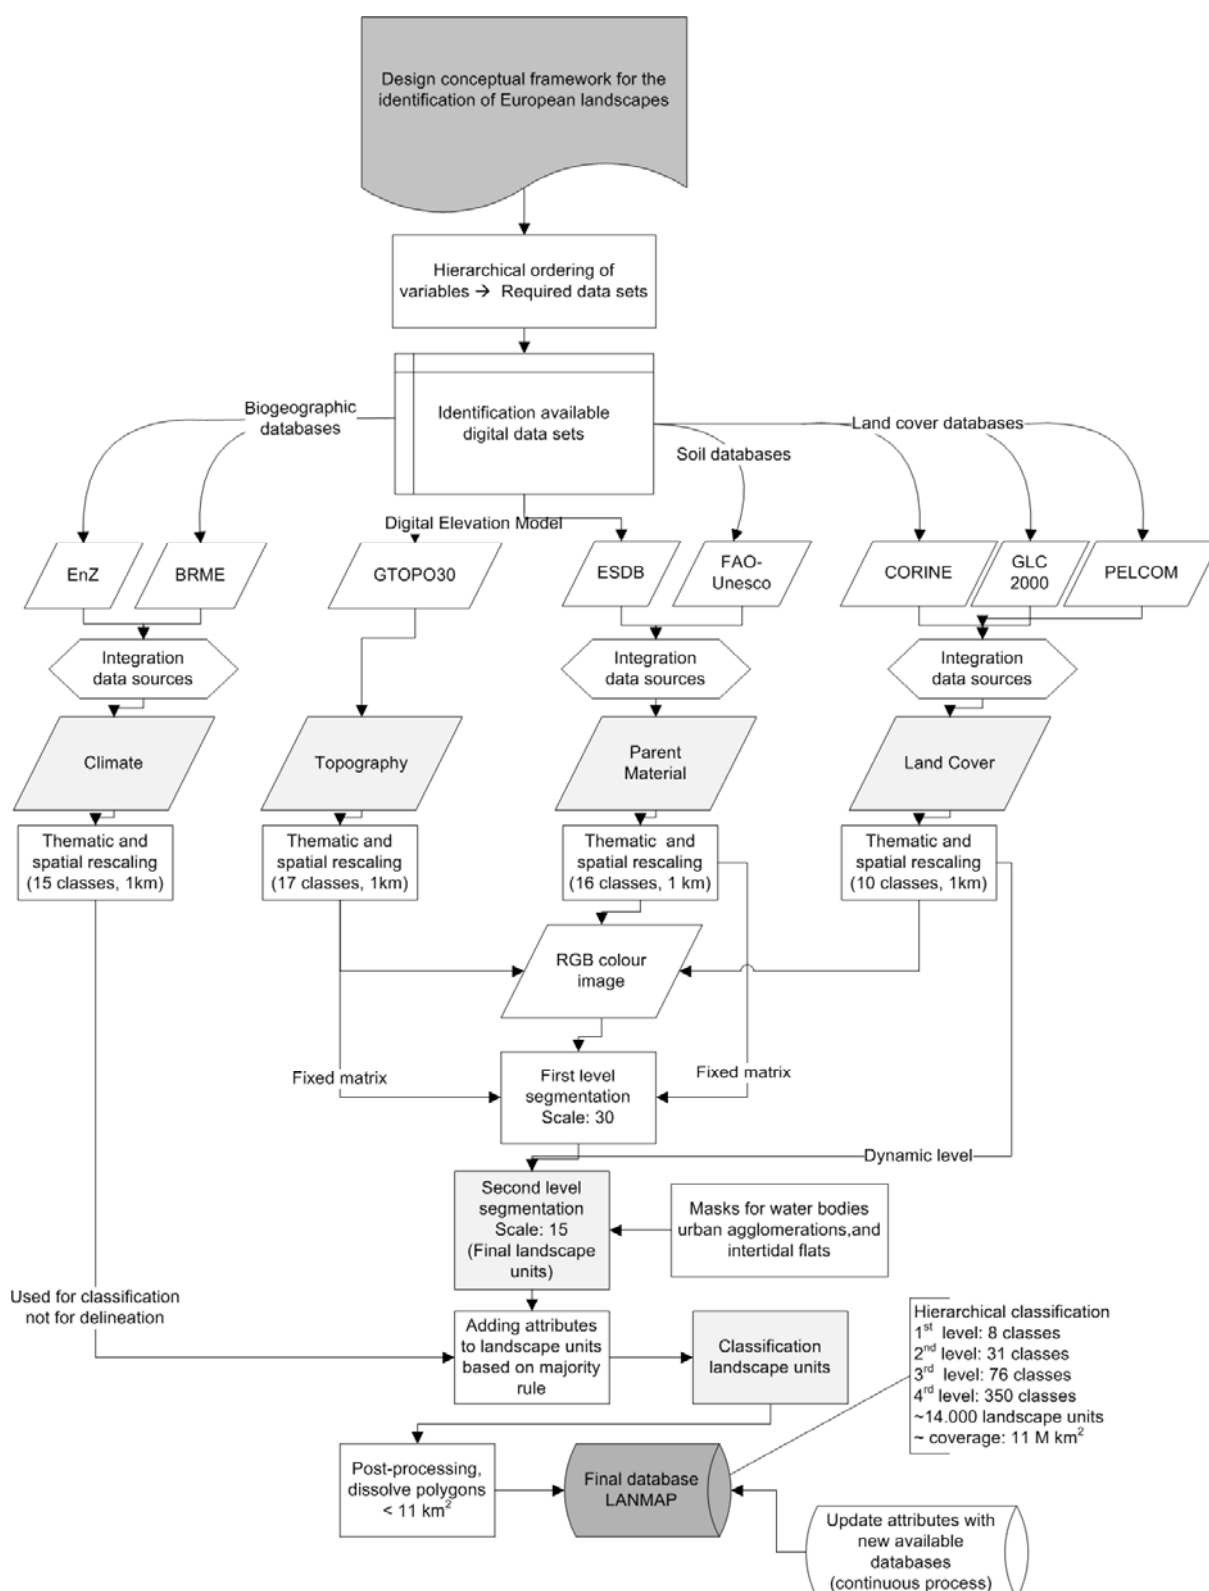 Design conceptual framework for the
identification of European landscapes
Hierarchical ordering of
variables → Required data sets
Identification available
digital data sets
Biogeographic
databases
Land cover databases
Soil databases
Digital Elevation Model
EnZ
BRME
GTOPO30
ESDB
FAO-
Unesco
CORINE
GLC
2000
PELCOM
Integration
data sources
Integration
data sources
Integration
data sources
Climate
Topography
Parent
Material
Land Cover
Thematic and
spatial rescaling
(15 classes, 1km)
Thematic and
spatial rescaling
(17 classes, 1km)
Thematic and
spatial rescaling
(16 classes, 1 km)
Thematic and
spatial rescaling
(10 classes, 1km)
RGB colour
image
Fixed matrix
First level
segmentation
Scale: 30
Fixed matrix
Dynamic level
Second level
segmentation
Scale: 15
(Final landscape
units)
Masks for water bodies
urban agglomerations,and
intertidal flats
Used for classification
not for delineation
Adding attributes
to landscape units
based on majority
rule
Classification
landscape units
Hierarchical classification
1st level: 8 classes
2nd level: 31 classes
3rd level: 76 classes
4rd level: 350 classes
~14.000 landscape units
~ coverage: 11 M km²
Post-processing,
dissolve polygons
< 11 km²
Final database
LANMAP
Update attributes with
new available
databases
(continuous process)